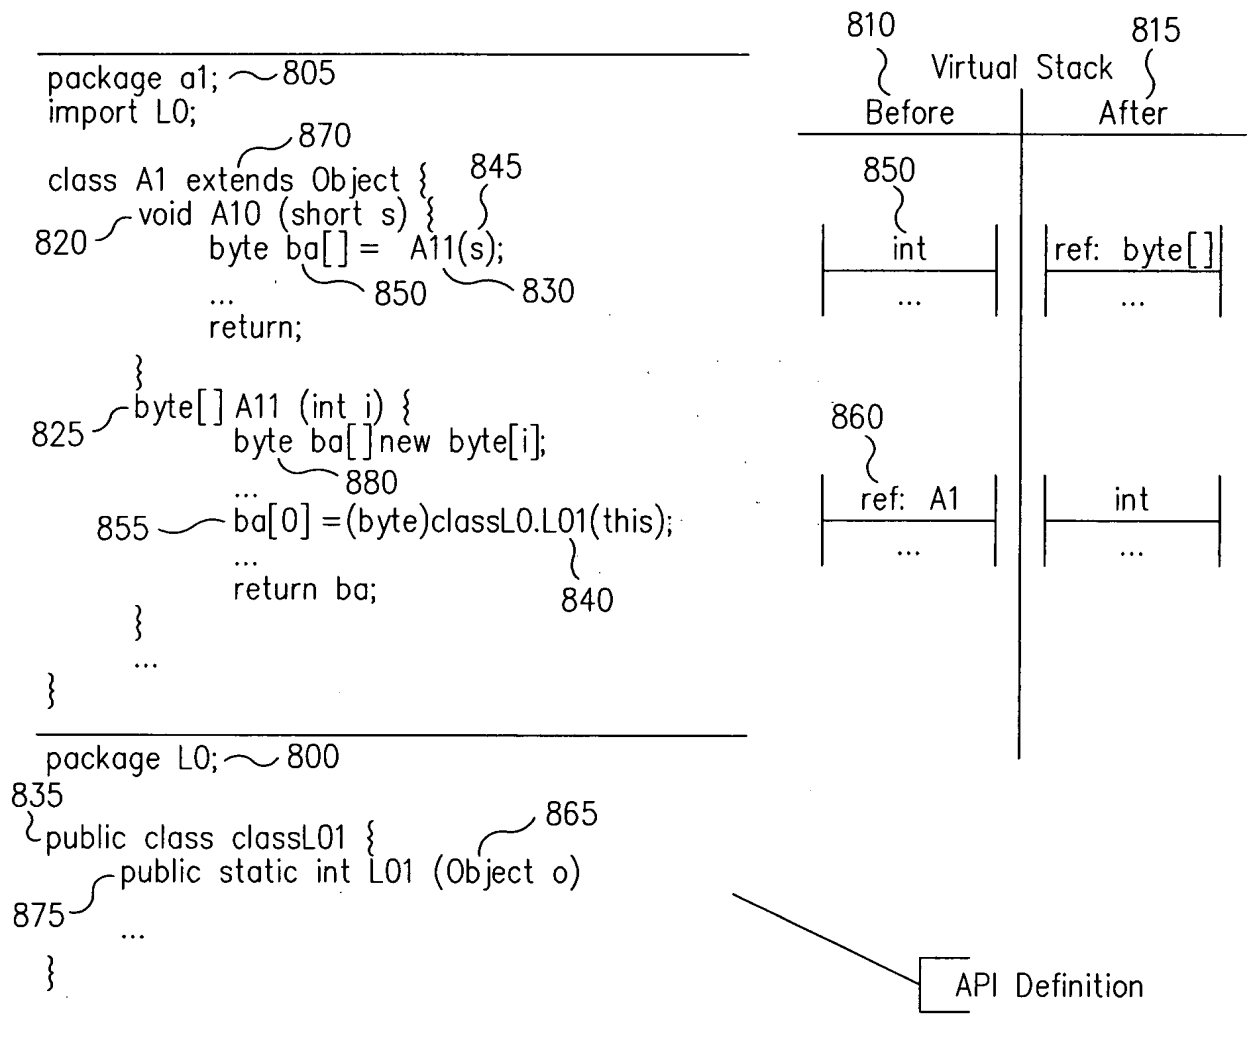 package a1; 805
import L0;
870
class A1 extends Object {
845
820 void A10 (short s) {
byte ba[] = A11(s);
850 830
...
return;
}
825 byte[] A11 (int i) {
byte ba[]new byte[i];
880
...
855 ba[0] =(byte)classL0.L01(this);
...
return ba;
840
}
...
}
package L0; 800
835
public class classL01 {
865
public static int L01 (Object o)
875
...
}
810 815
Virtual Stack
Before After
850
int ref: byte[]
... ...
860
ref: A1 int
... ...
API Definition